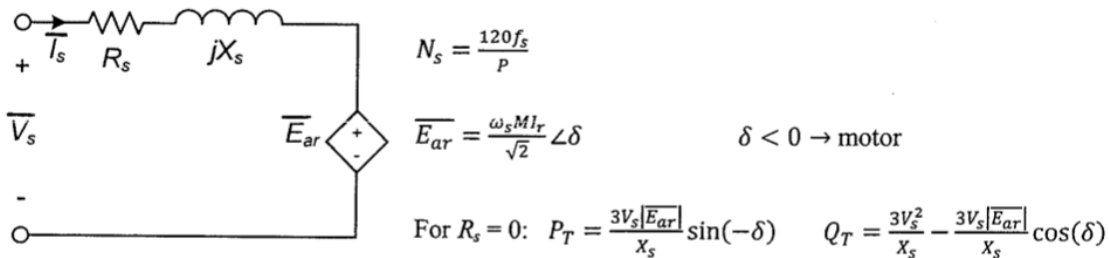 I̅s Rs jXs
+
V̅s
-
E̅ar
+
-
Ns = 120fs / P
E̅ar = ωsMIr / √2 ∠δ δ < 0 → motor
For Rs = 0: PT = 3Vs|E̅ar| / Xs sin(−δ) QT = 3Vs² / Xs − 3Vs|E̅ar| / Xs cos(δ)